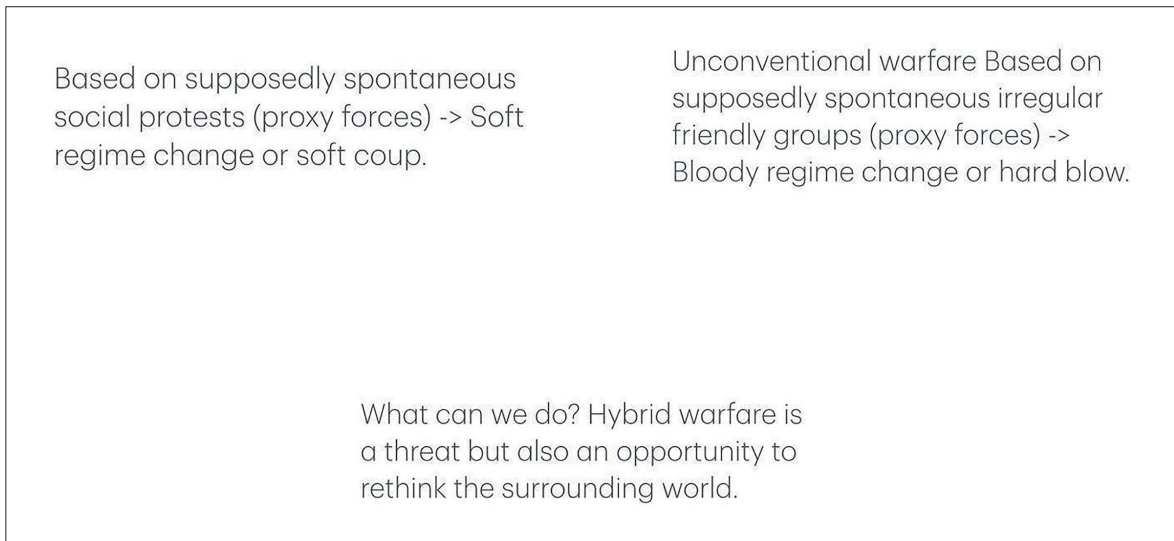 Based on supposedly spontaneous
social protests (proxy forces) -> Soft
regime change or soft coup.
Unconventional warfare Based on
supposedly spontaneous irregular
friendly groups (proxy forces) ->
Bloody regime change or hard blow.
What can we do? Hybrid warfare is
a threat but also an opportunity to
rethink the surrounding world.